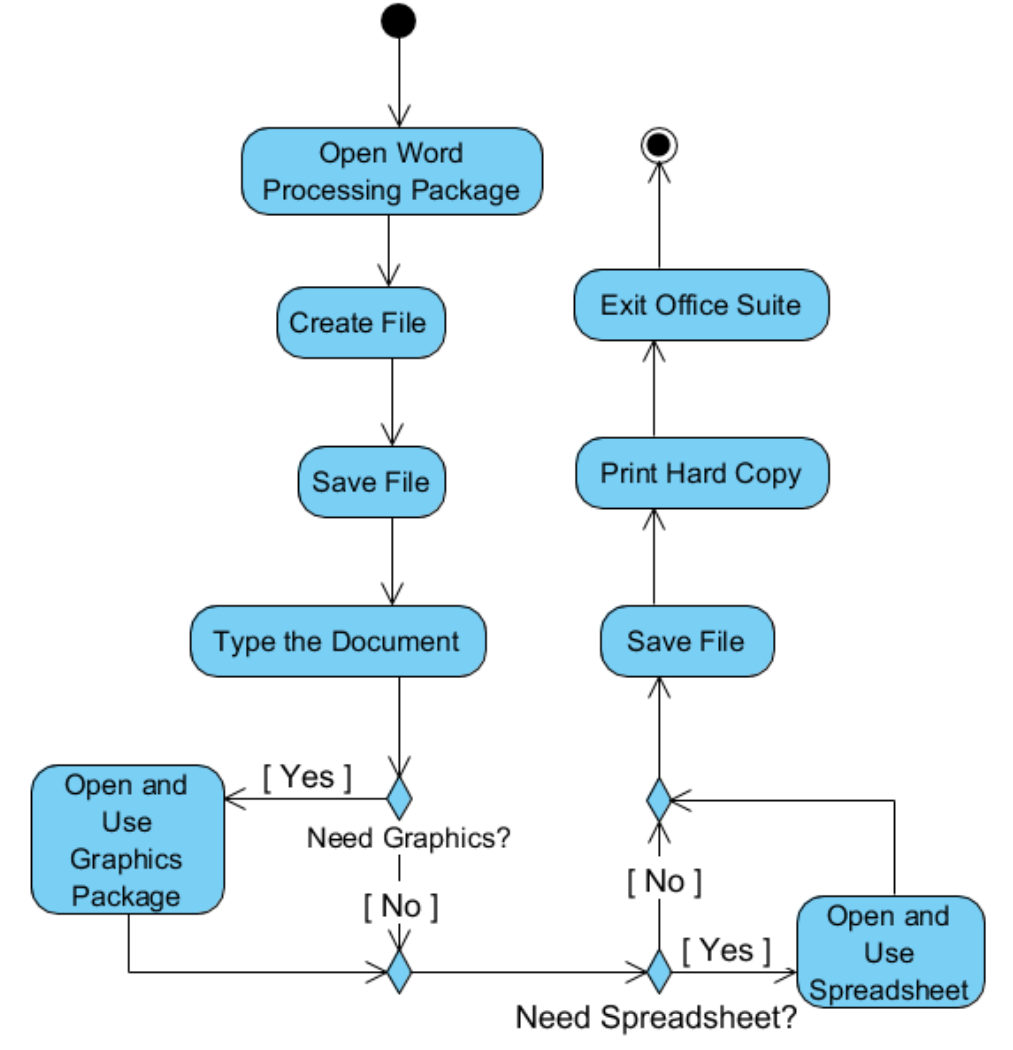 Open Word
Processing Package
Create File
Save File
Type the Document
[ Yes ]
Need Graphics?
Open and
Use
Graphics
Package
[ No ]
Need Spreadsheet?
[ Yes ]
Open and
Use
Spreadsheet
[ No ]
Save File
Print Hard Copy
Exit Office Suite